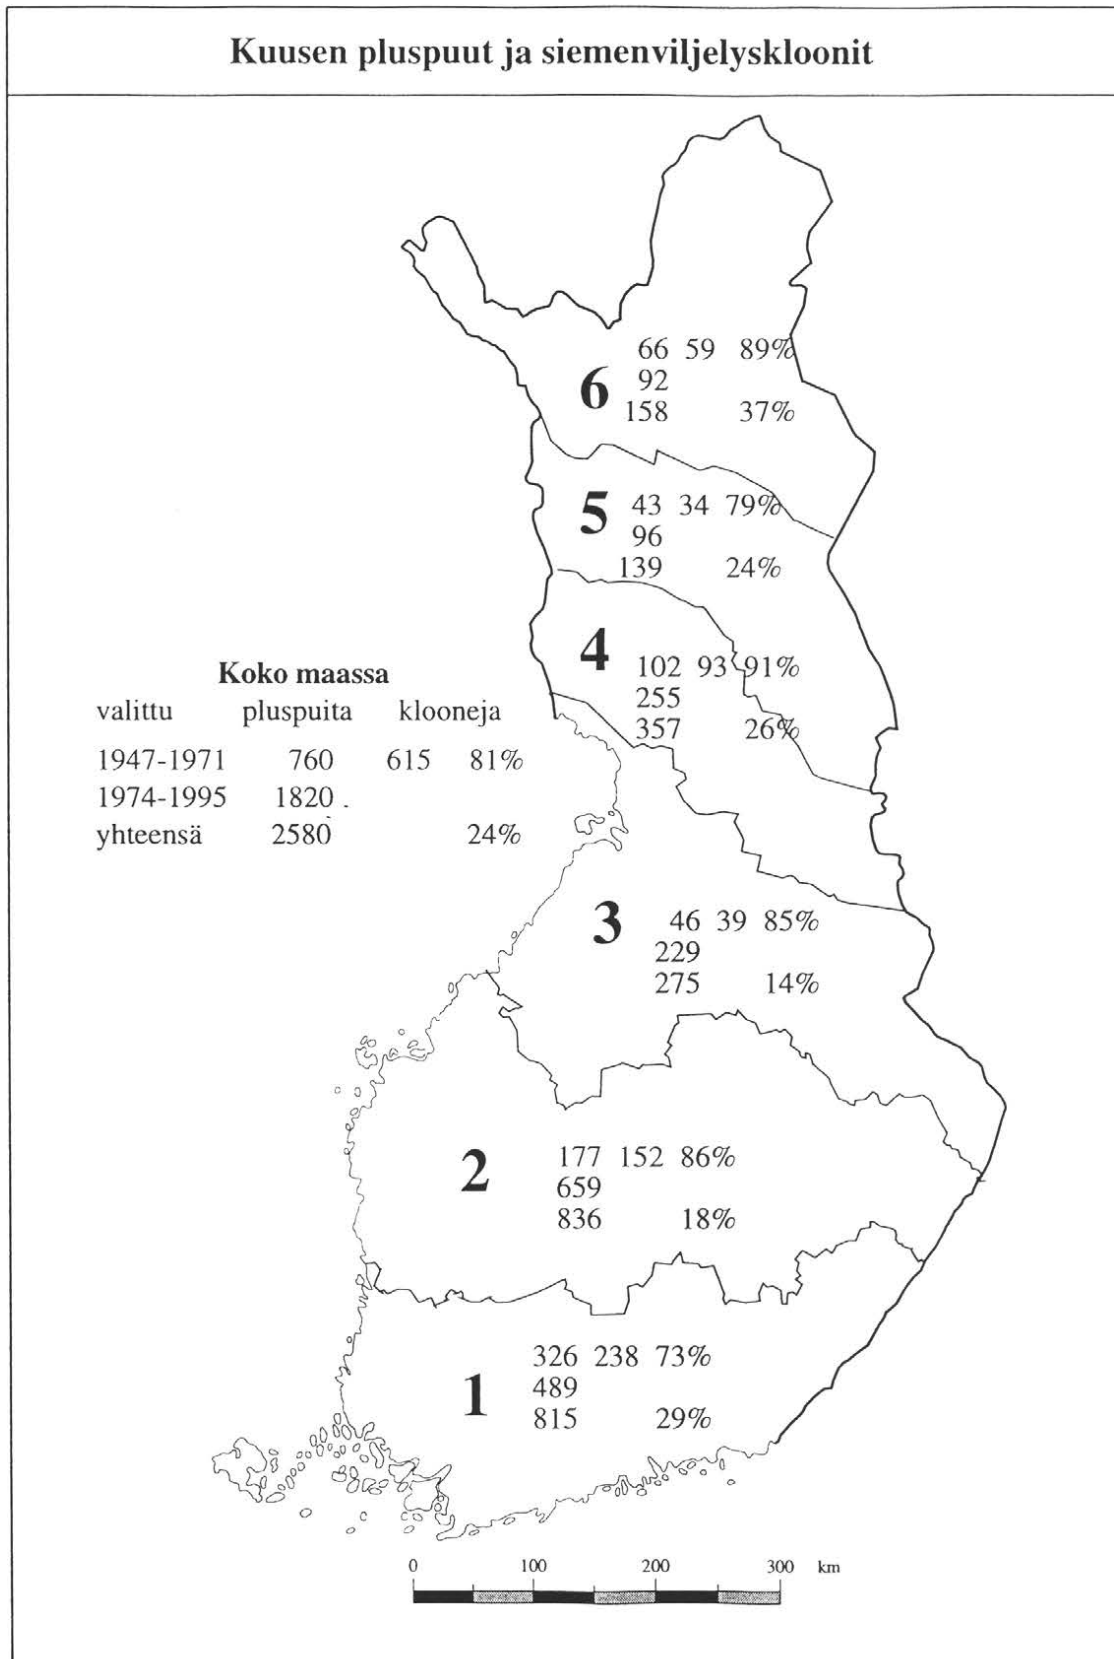 Kuusen pluspuut ja siemenviljelyskloonit
66 59 89%
6
92
158 37%
5 43 34 79%
96
139 24%
4 102 93 91%
255
357 26%
Koko maassa
valittu pluspuita klooneja
1947-1971 760 615 81%
1974-1995 1820
yhteensä 2580 24%
3 46 39 85%
229
275 14%
2 177 152 86%
659
836 18%
326 238 73%
1 489
815 29%
0 100 200 300 km